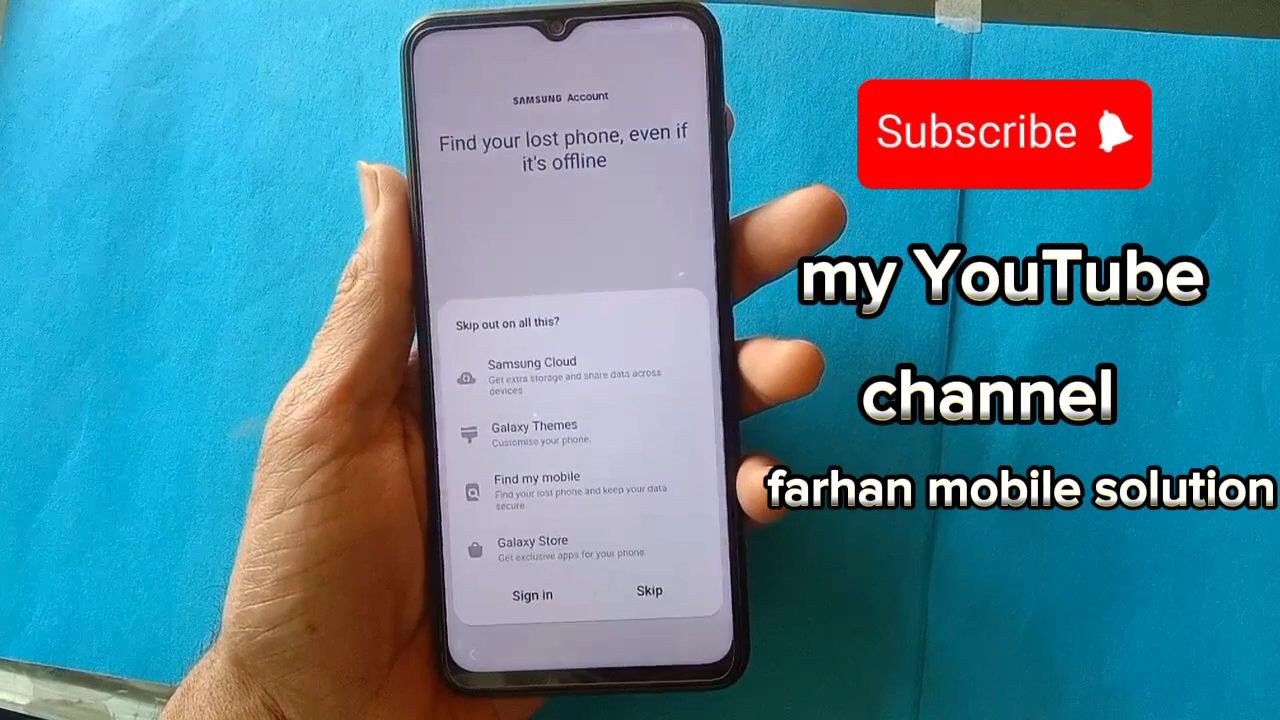 SAMSUNG Account
Find your lost phone, even if
it's offline
Skip out on all this?
Samsung Cloud
Get extra storage and share data across
devices
Galaxy Themes
Customise your phone.
Find my mobile
Find your lost phone and keep your data
secure
Galaxy Store
Get exclusive apps for your phone
Sign in
Skip
Subscribe
my YouTube
channel
farhan mobile solution